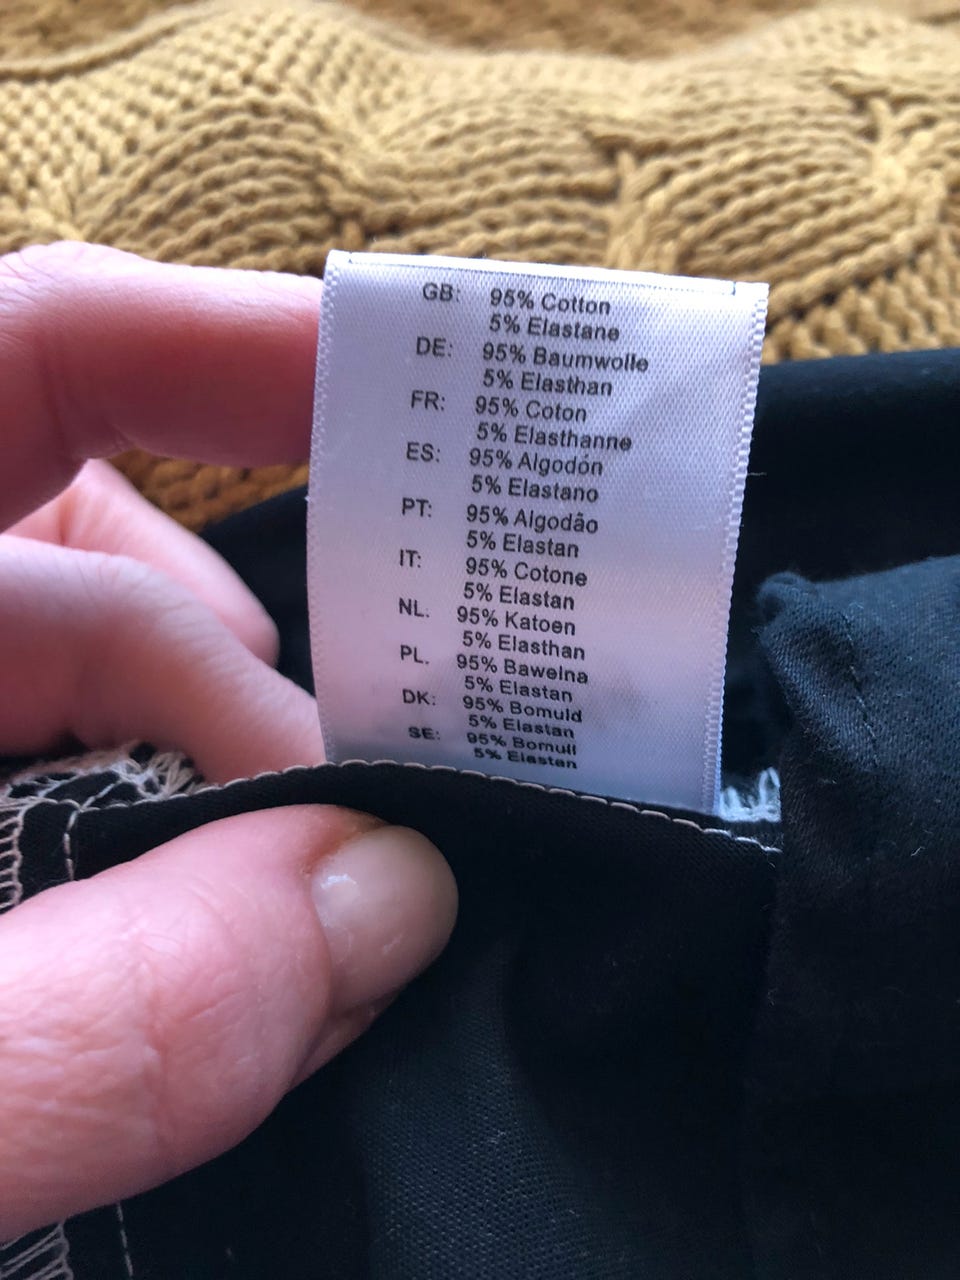 GB: 95% Cotton
5% Elastane
DE: 95% Baumwolle
5% Elasthan
FR: 95% Coton
5% Elasthanne
ES: 95% Algodón
5% Elastano
PT: 95% Algodão
5% Elastan
IT: 95% Cotone
5% Elastan
NL. 95% Katoen
5% Elasthan
PL. 95% Bawelna
5% Elastan
DK: 95% Bomuld
5% Elastan
SE: 95% Bomull
5% Elastan